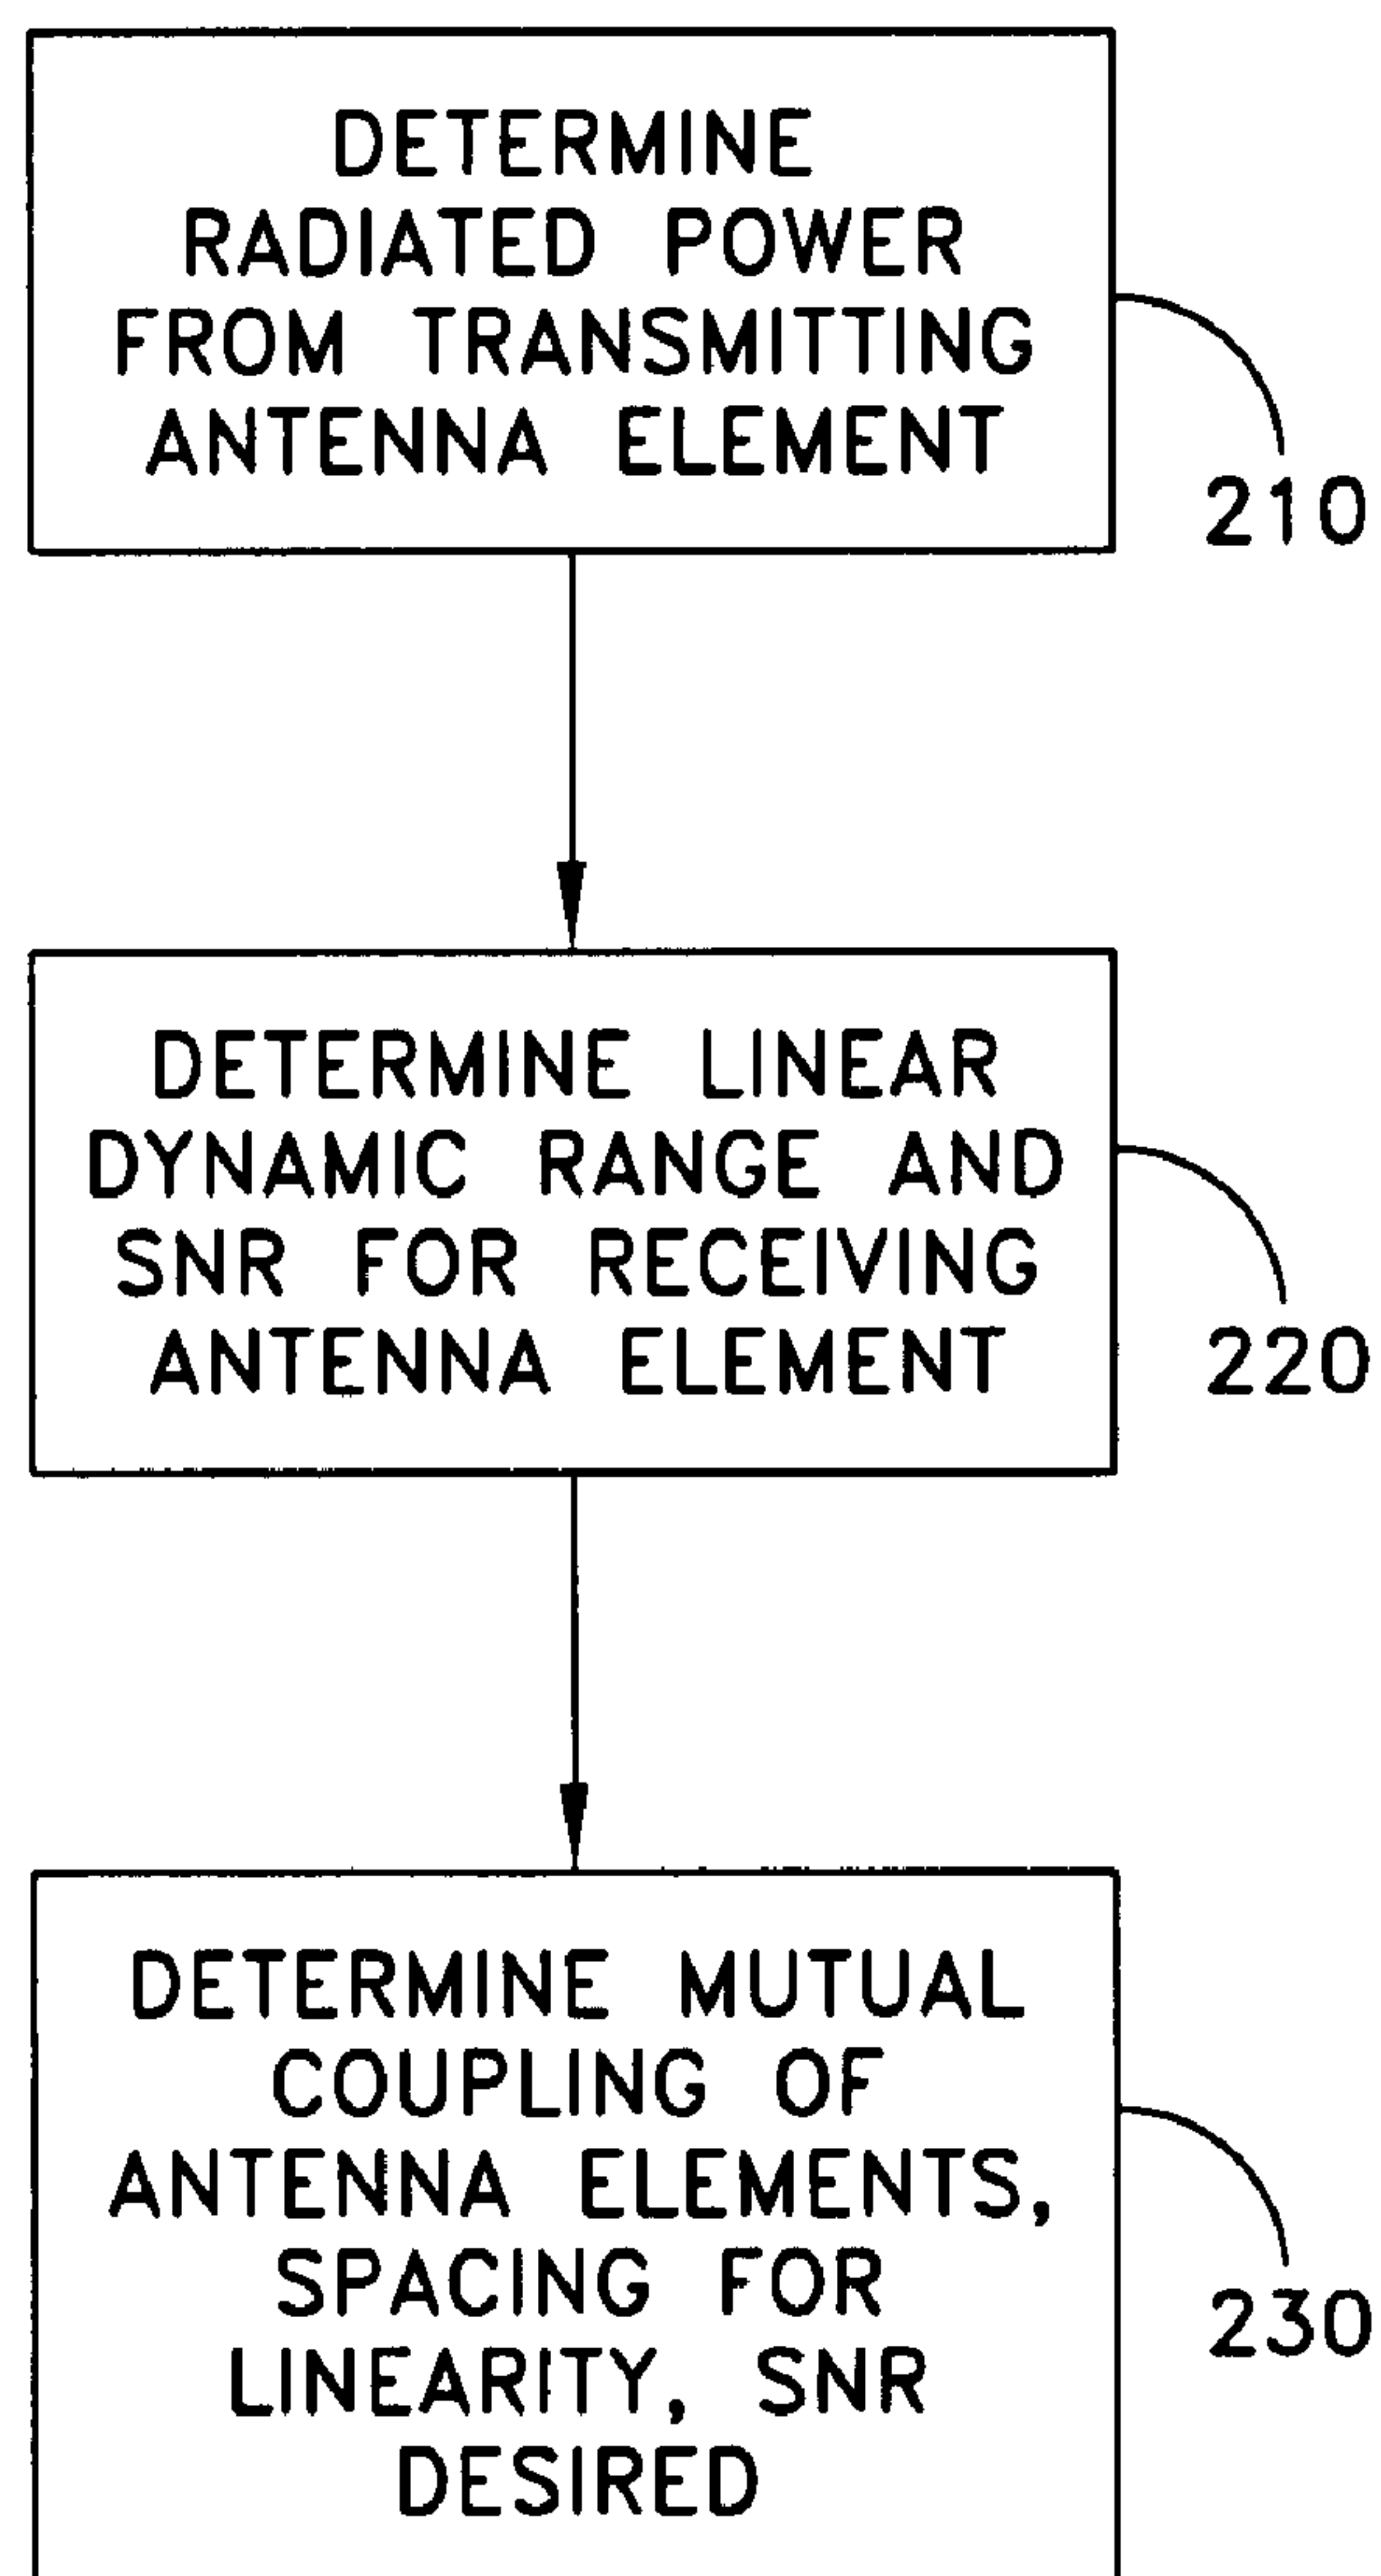 DETERMINE
RADIATED POWER
FROM TRANSMITTING
ANTENNA ELEMENT
210
DETERMINE LINEAR
DYNAMIC RANGE AND
SNR FOR RECEIVING
ANTENNA ELEMENT
220
DETERMINE MUTUAL
COUPLING OF
ANTENNA ELEMENTS,
SPACING FOR
LINEARITY, SNR
DESIRED
230